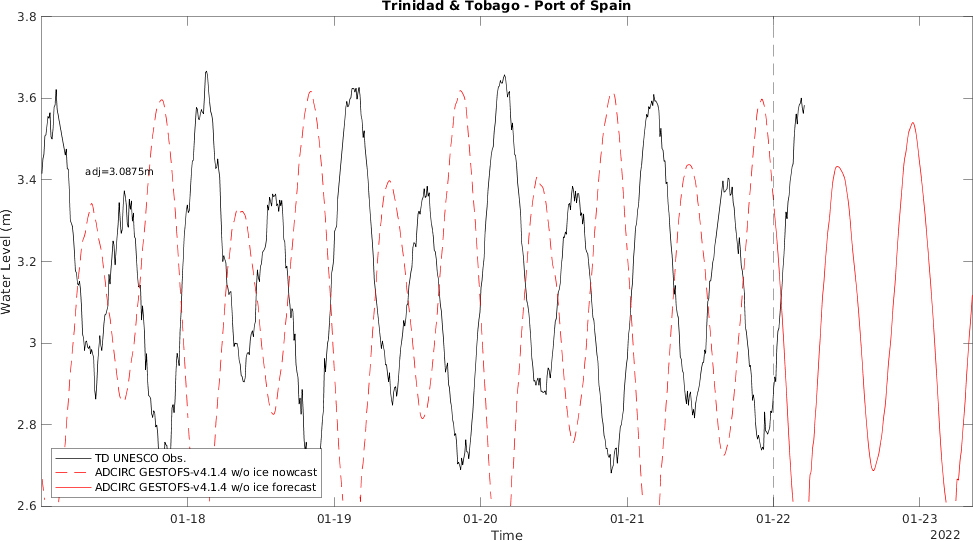 Trinidad & Tobago - Port of Spain
3.8
3.6
3.4
3.2
3
2.8
2.6
Water Level (m)
adj=3.0875m
TD UNESCO Obs.
ADCIRC GESTOFS-v4.1.4 w/o ice nowcast
ADCIRC GESTOFS-v4.1.4 w/o ice forecast
01-18
01-19
01-20
01-21
01-22
01-23
Time
2022